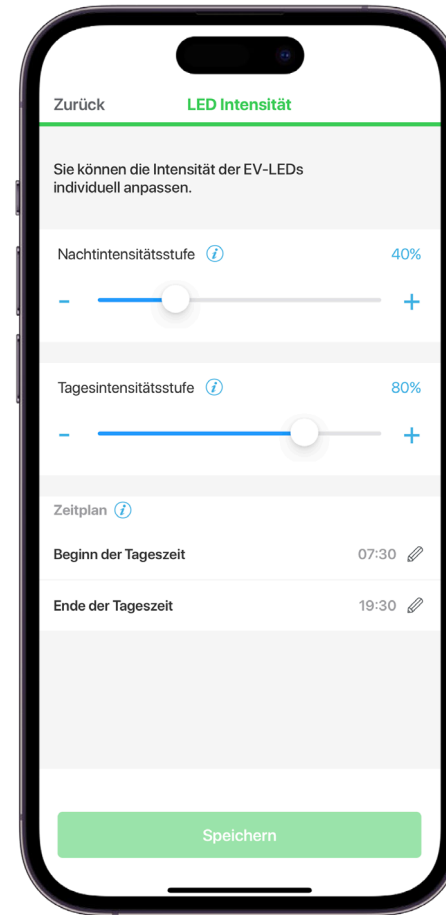 Zurück LED Intensität
Sie können die Intensität der EV-LEDs
individuell anpassen.
Nachtintensitätsstufe i 40%
- +
Tagesintensitätsstufe i 80%
- +
Zeitplan i
Beginn der Tageszeit 07:30
Ende der Tageszeit 19:30
Speichern